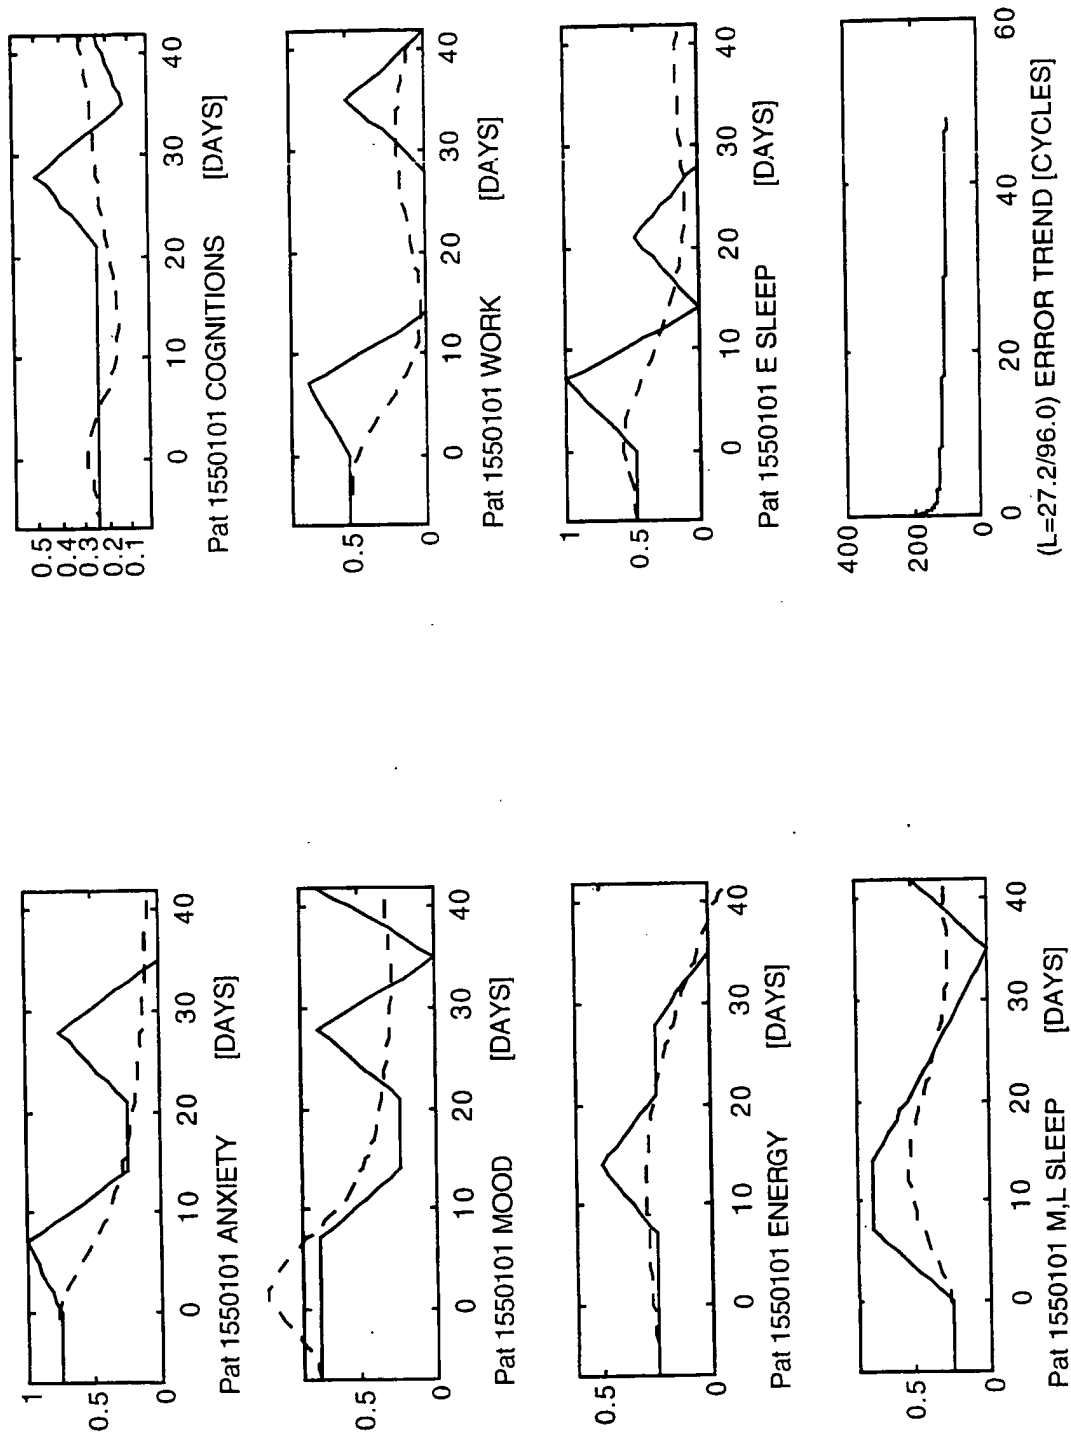 1
0.5
0
0 10 20 30 40
Pat 1550101 ANXIETY [DAYS]
0.5
0.4
0.3
0.2
0.1
0 10 20 30 40
Pat 1550101 COGNITIONS [DAYS]
0.5
0
0 10 20 30 40
Pat 1550101 MOOD [DAYS]
0.5
0
0 10 20 30 40
Pat 1550101 WORK [DAYS]
0.5
0
0 10 20 30 40
Pat 1550101 ENERGY [DAYS]
1
0.5
0
0 10 20 30 40
Pat 1550101 E SLEEP [DAYS]
0.5
0
0 10 20 30 40
Pat 1550101 M,L SLEEP [DAYS]
400
200
0
0 20 40 60
(L=27.2/96.0) ERROR TREND [CYCLES]